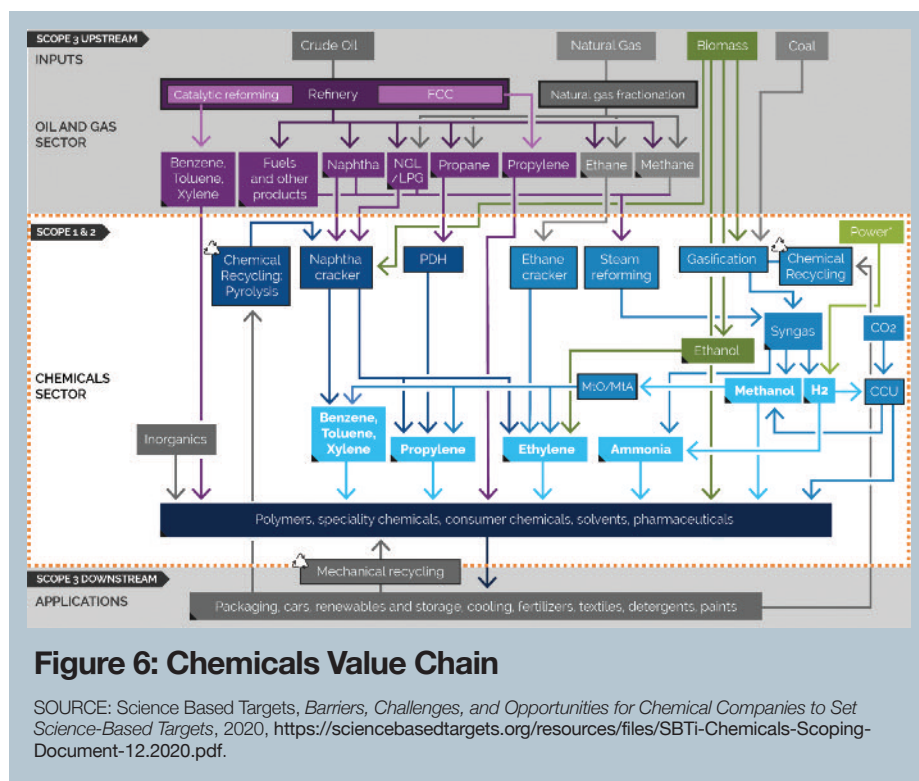 SCOPE 3 UPSTREAM
INPUTS
Crude Oil
Natural Gas
Biomass
Coal
Catalytic reforming
Refinery
FCC
Natural gas fractionation
OIL AND GAS
SECTOR
Benzene,
Toluene,
Xylene
Fuels
and other
products
Naphtha
NGL
/LPG
Propane
Propylene
Ethane
Methane
SCOPE 1 & 2
Power*
Chemical
Recycling:
Pyrolysis
Naphtha
cracker
PDH
Ethane
cracker
Steam
reforming
Gasification
Chemical
Recycling
Syngas
CO2
Ethanol
CHEMICALS
SECTOR
MtO/MtA
Methanol
H2
CCU
Benzene,
Toluene,
Xylene
Propylene
Ethylene
Ammonia
Inorganics
Polymers, speciality chemicals, consumer chemicals, solvents, pharmaceuticals
SCOPE 3 DOWNSTREAM
APPLICATIONS
Mechanical recycling
Packaging, cars, renewables and storage, cooling, fertilizers, textiles, detergents, paints
Figure 6: Chemicals Value Chain
SOURCE: Science Based Targets, Barriers, Challenges, and Opportunities for Chemical Companies to Set
Science-Based Targets, 2020, https://sciencebasedtargets.org/resources/files/SBTi-Chemicals-Scoping-
Document-12.2020.pdf.